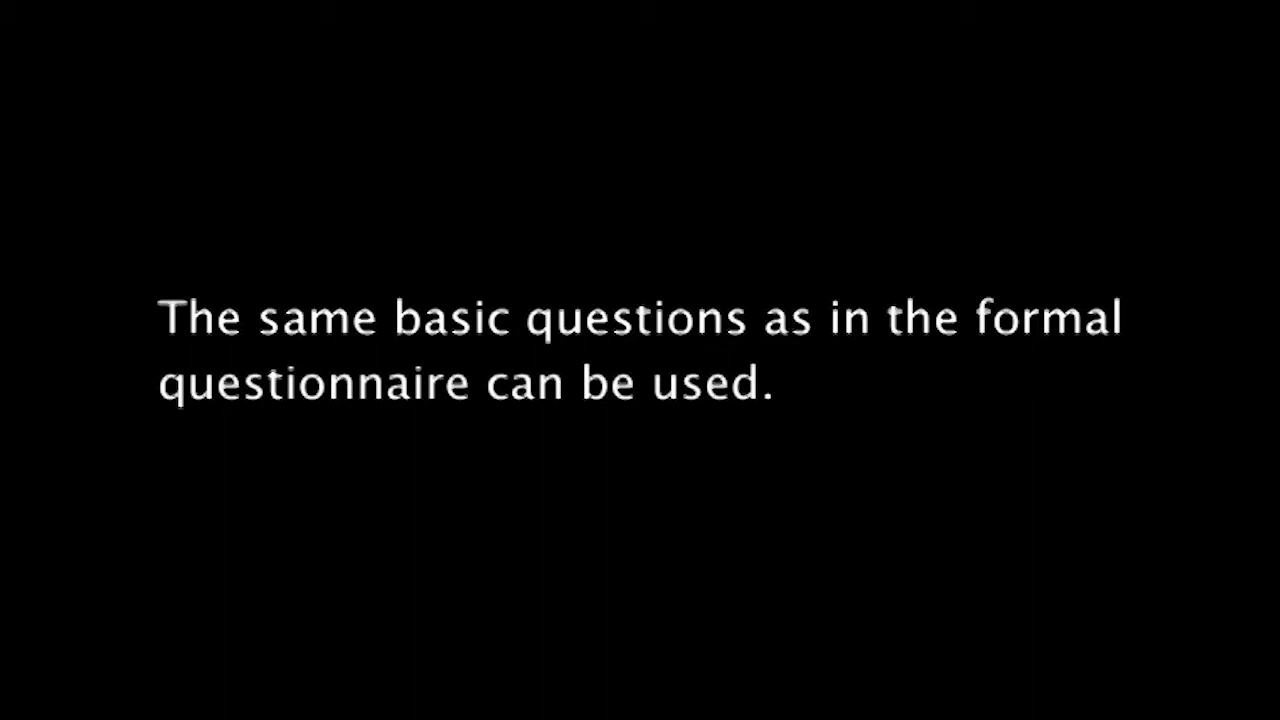 The same basic questions as in the formal
questionnaire can be used.